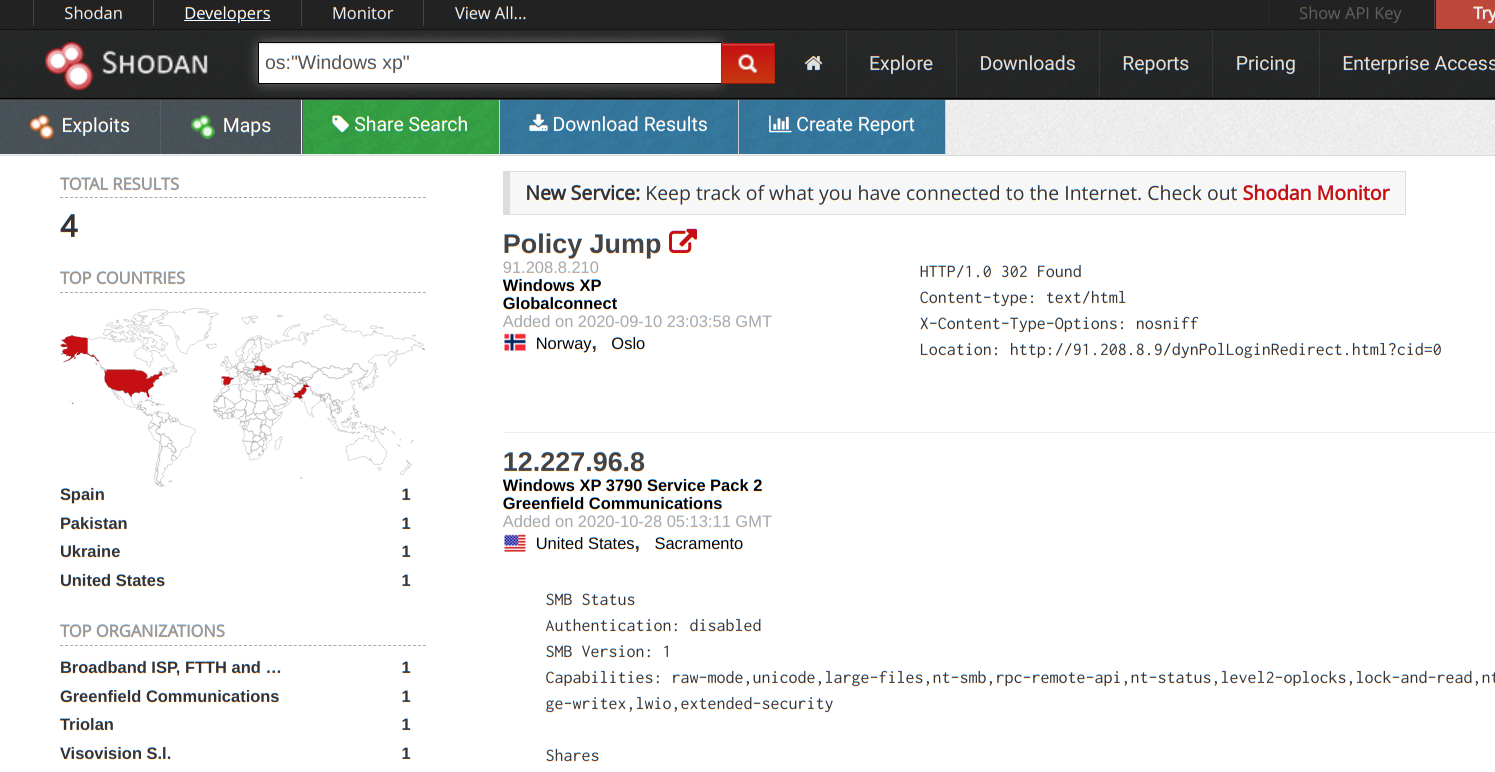 Shodan Developers Monitor View All... Show API Key Try
SHODAN os:"Windows xp" Explore Downloads Reports Pricing Enterprise Access
Exploits Maps Share Search Download Results Create Report
TOTAL RESULTS
4
TOP COUNTRIES
Spain 1
Pakistan 1
Ukraine 1
United States 1
TOP ORGANIZATIONS
Broadband ISP, FTTH and ... 1
Greenfield Communications 1
Triolan 1
Visovision S.l. 1
New Service: Keep track of what you have connected to the Internet. Check out Shodan Monitor
Policy Jump
91.208.8.210
Windows XP
Globalconnect
Added on 2020-09-10 23:03:58 GMT
Norway, Oslo
HTTP/1.0 302 Found
Content-type: text/html
X-Content-Type-Options: nosniff
Location: http://91.208.8.9/dynPolLoginRedirect.html?cid=0
12.227.96.8
Windows XP 3790 Service Pack 2
Greenfield Communications
Added on 2020-10-28 05:13:11 GMT
United States, Sacramento
SMB Status
Authentication: disabled
SMB Version: 1
Capabilities: raw-mode,unicode,large-files,nt-smb,rpc-remote-api,nt-status,level2-oplocks,lock-and-read,nt
ge-writex,lwio,extended-security
Shares